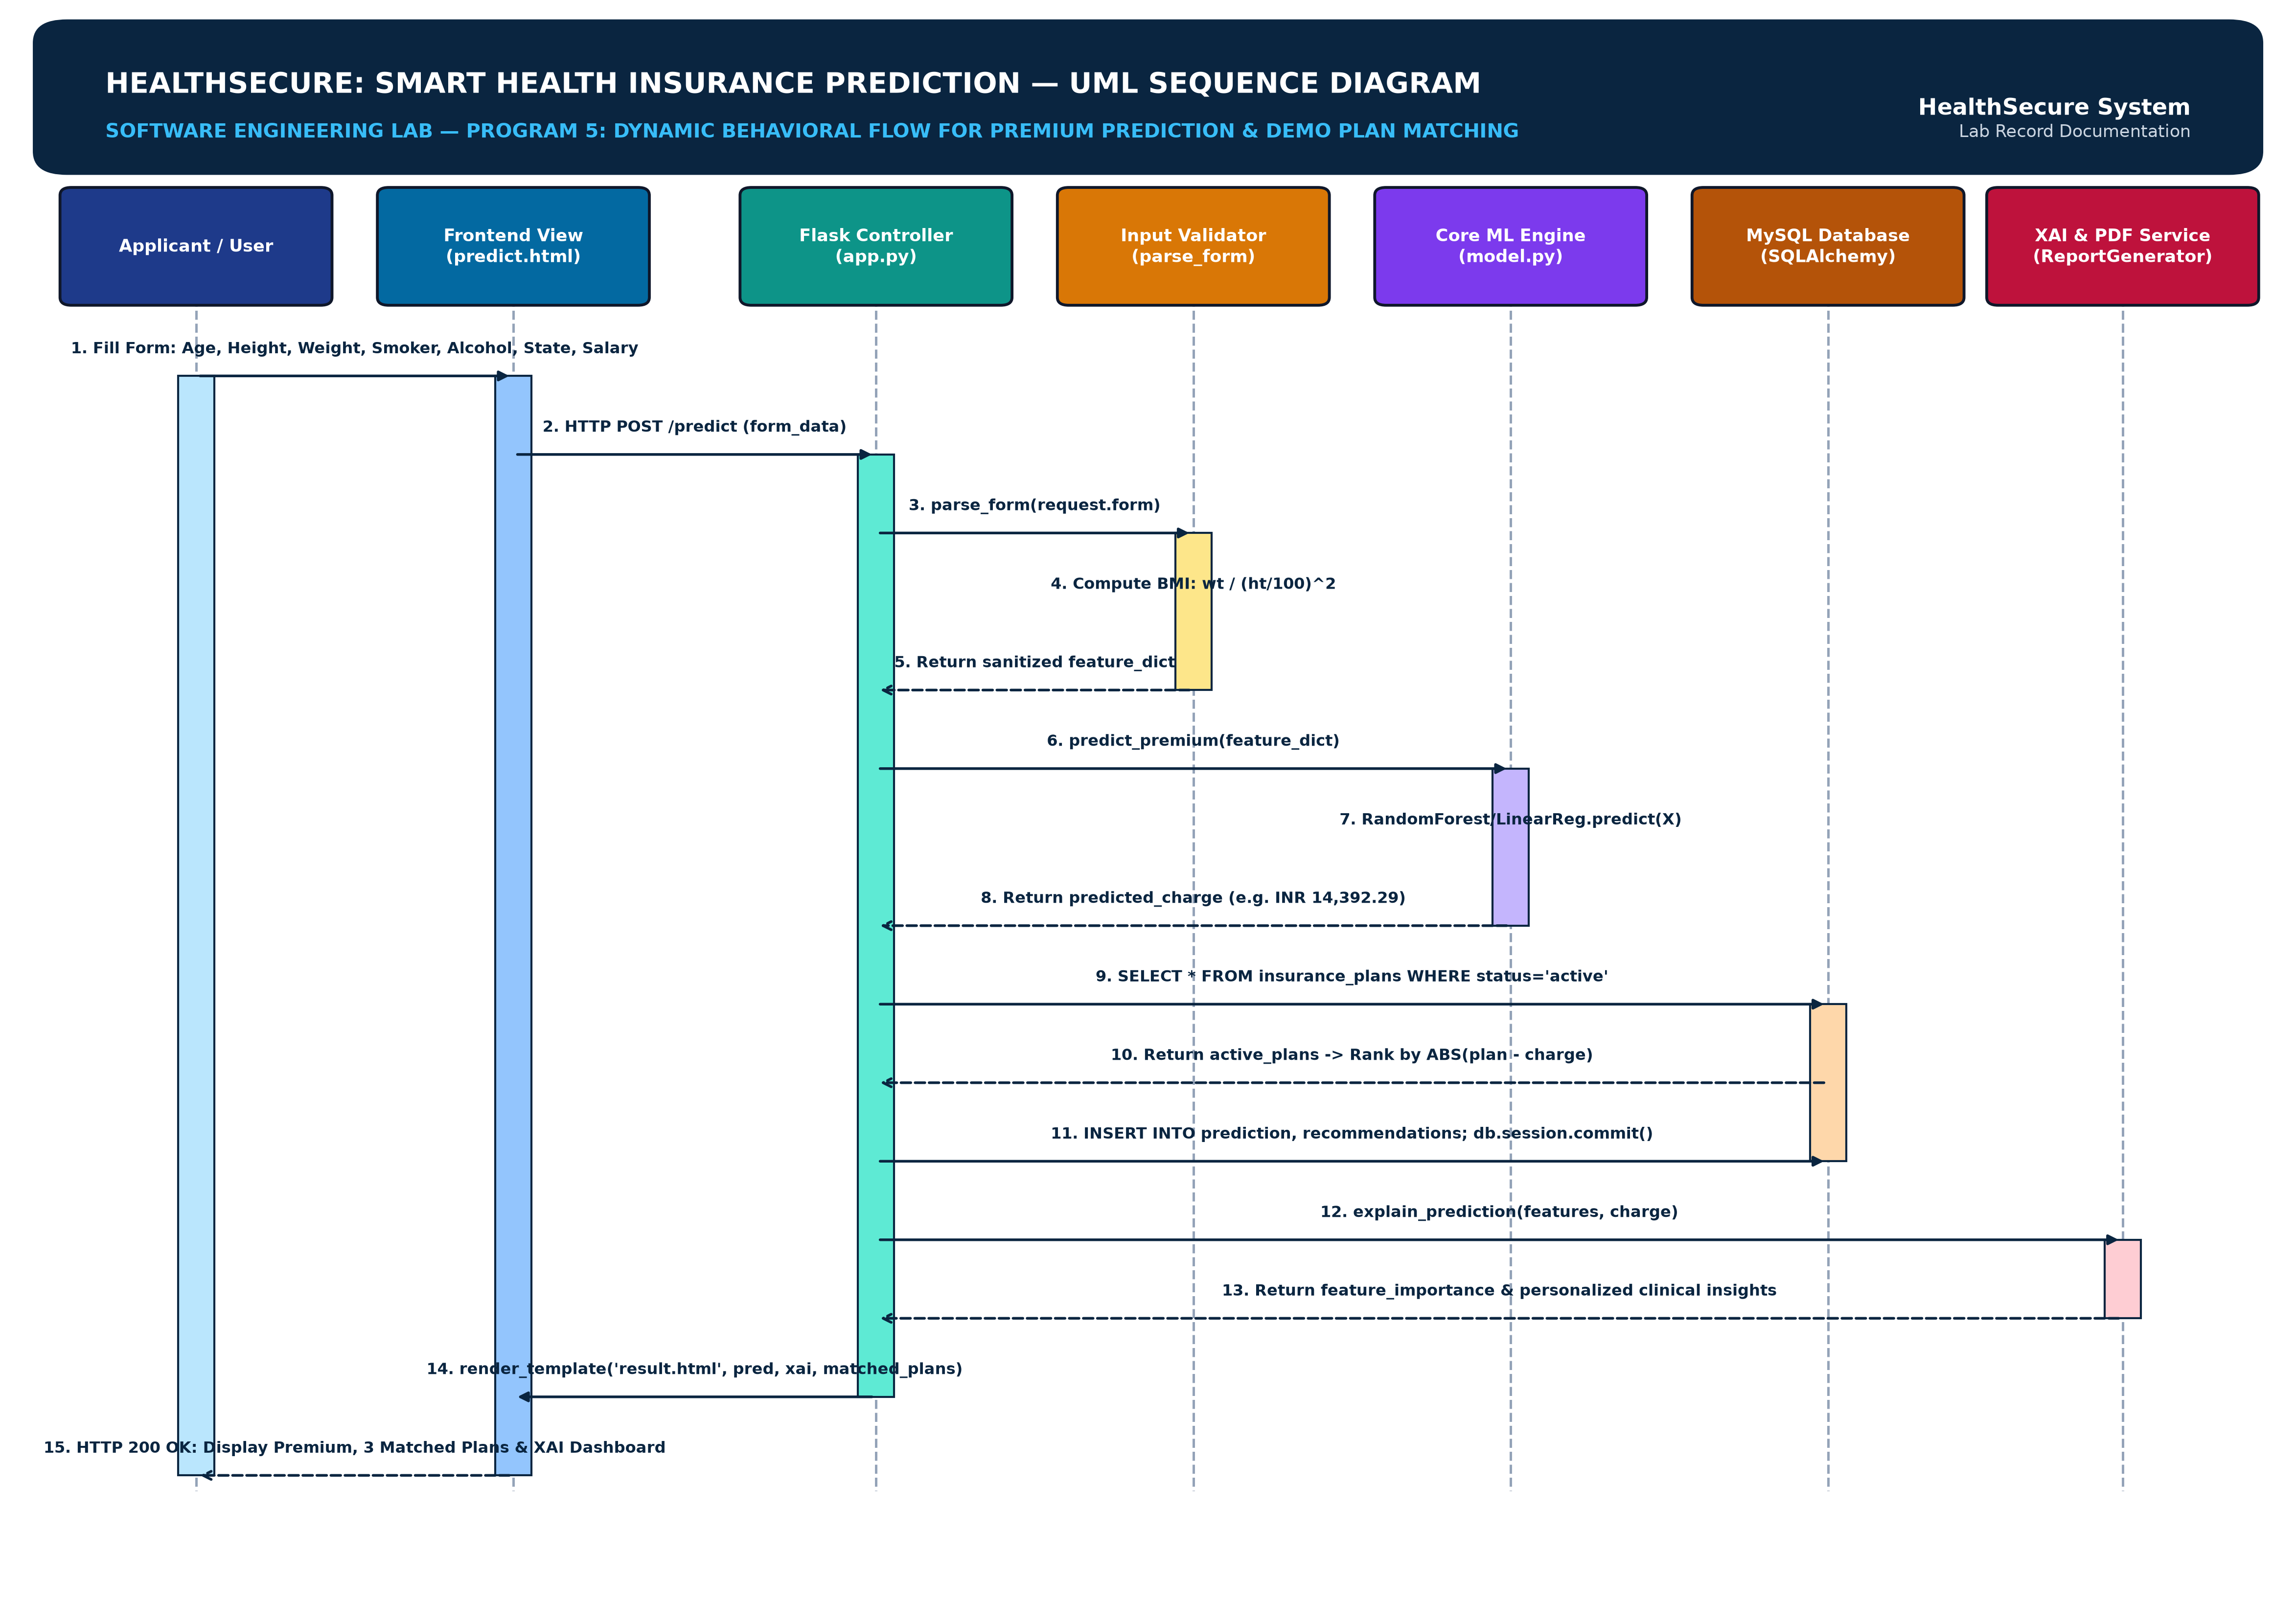 HEALTHSECURE: SMART HEALTH INSURANCE PREDICTION — UML SEQUENCE DIAGRAM
SOFTWARE ENGINEERING LAB — PROGRAM 5: DYNAMIC BEHAVIORAL FLOW FOR PREMIUM PREDICTION & DEMO PLAN MATCHING
HealthSecure System
Lab Record Documentation
Applicant / User
Frontend View
(predict.html)
Flask Controller
(app.py)
Input Validator
(parse_form)
Core ML Engine
(model.py)
MySQL Database
(SQLAlchemy)
XAI & PDF Service
(ReportGenerator)
1. Fill Form: Age, Height, Weight, Smoker, Alcohol, State, Salary
2. HTTP POST /predict (form_data)
3. parse_form(request.form)
4. Compute BMI: wt / (ht/100)^2
5. Return sanitized feature_dict
6. predict_premium(feature_dict)
7. RandomForest/LinearReg.predict(X)
8. Return predicted_charge (e.g. INR 14,392.29)
9. SELECT * FROM insurance_plans WHERE status='active'
10. Return active_plans -> Rank by ABS(plan - charge)
11. INSERT INTO prediction, recommendations; db.session.commit()
12. explain_prediction(features, charge)
13. Return feature_importance & personalized clinical insights
14. render_template('result.html', pred, xai, matched_plans)
15. HTTP 200 OK: Display Premium, 3 Matched Plans & XAI Dashboard